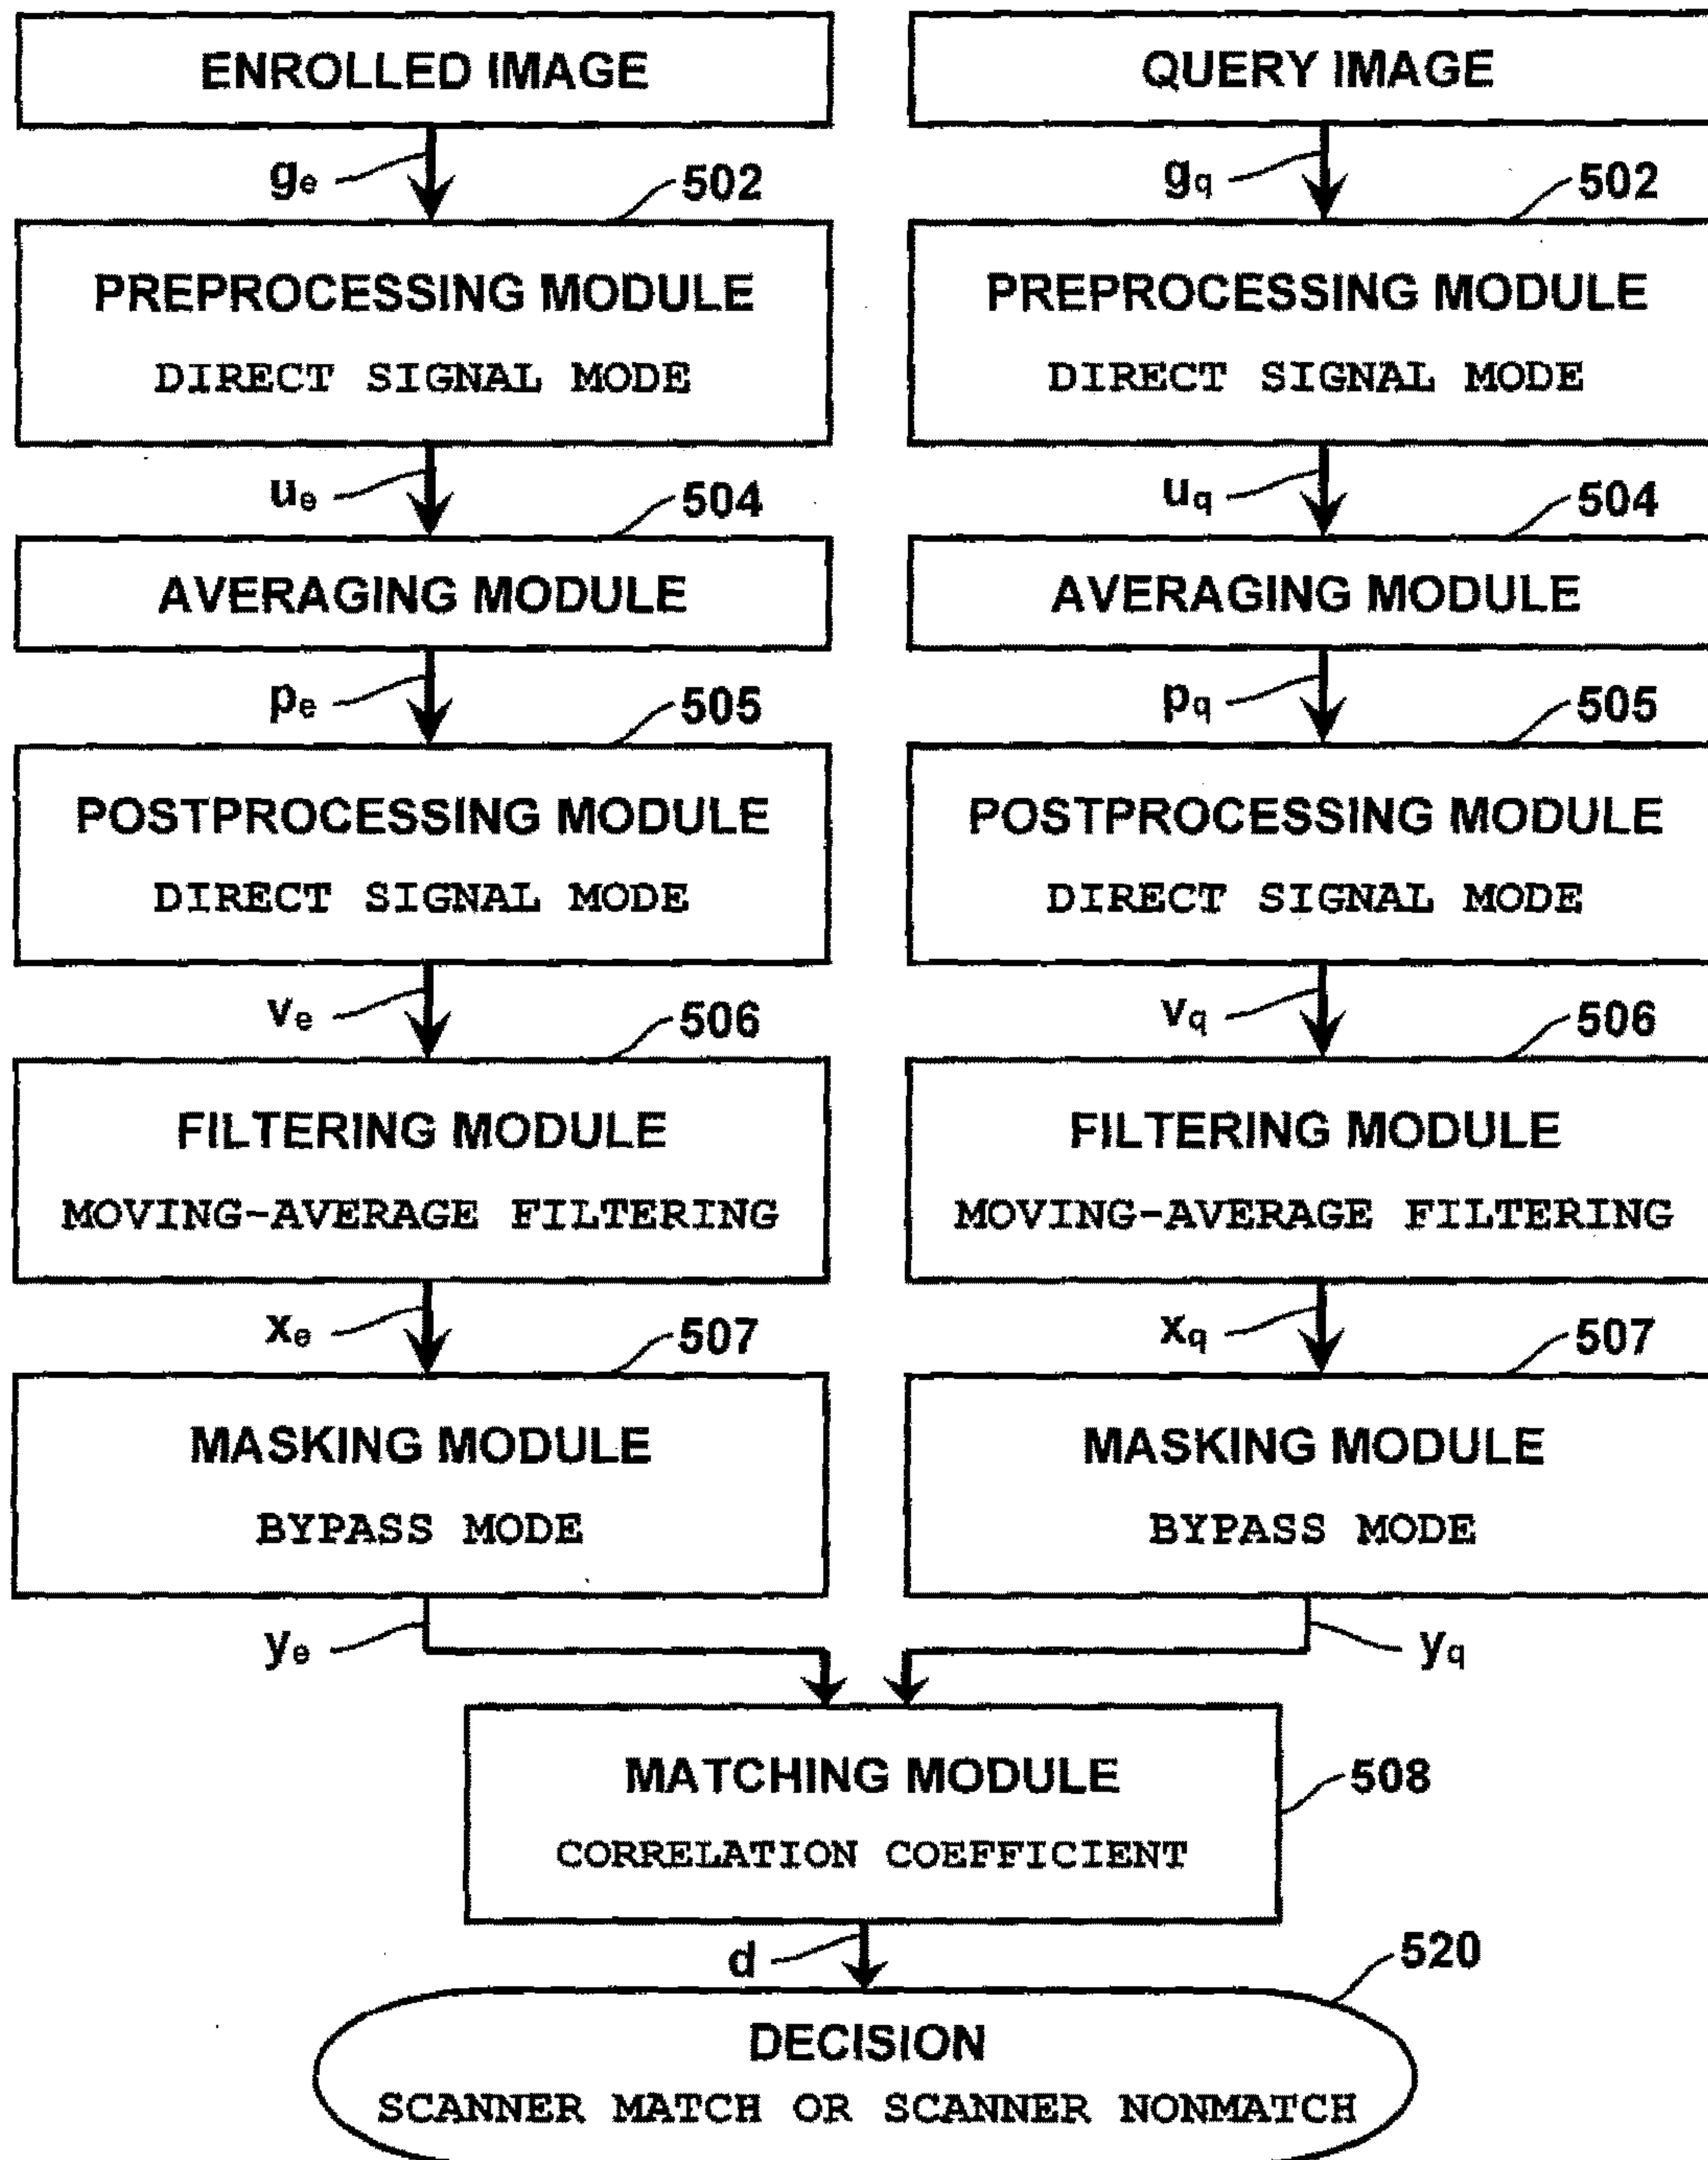 ENROLLED IMAGE
QUERY IMAGE
ge
502
gq
502
PREPROCESSING MODULE
DIRECT SIGNAL MODE
PREPROCESSING MODULE
DIRECT SIGNAL MODE
ue
504
uq
504
AVERAGING MODULE
AVERAGING MODULE
pe
505
pq
505
POSTPROCESSING MODULE
DIRECT SIGNAL MODE
POSTPROCESSING MODULE
DIRECT SIGNAL MODE
ve
506
vq
506
FILTERING MODULE
MOVING-AVERAGE FILTERING
FILTERING MODULE
MOVING-AVERAGE FILTERING
xe
507
xq
507
MASKING MODULE
BYPASS MODE
MASKING MODULE
BYPASS MODE
ye
yq
MATCHING MODULE
CORRELATION COEFFICIENT
508
d
520
DECISION
SCANNER MATCH OR SCANNER NONMATCH